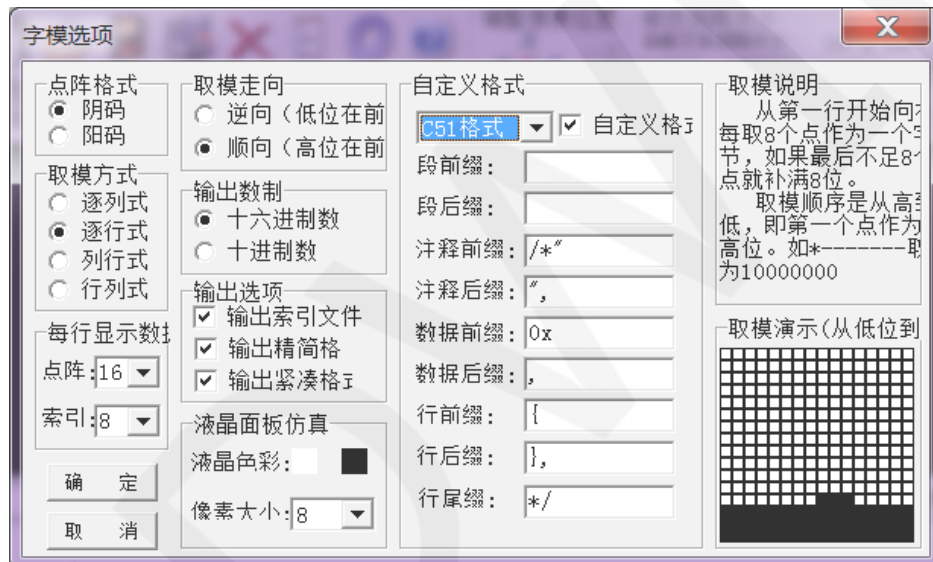 字模选项
点阵格式
阴码
阳码
取模方式
逐列式
逐行式
列行式
行列式
每行显示数
点阵:16
索引:8
确 定
取 消
取模走向
逆向(低位在前
顺向(高位在前
输出数制
十六进制数
十进制数
输出选项
输出索引文件
输出精简格
输出紧凑格
液晶面板仿真
液晶色彩:
像素大小:8
自定义格式
C51格式
自定义格
段前缀:
段后缀:
注释前缀:/*"
注释后缀:",
数据前缀:0x
数据后缀:,
行前缀:{
行后缀:},
行尾缀:*/
取模说明
从第一行开始向
每取8个点作为一个
节,如果最后不足8
点就补满8位。
取模顺序是从高
低,即第一个点作为
高位。如*-------取
为10000000
取模演示(从低位到